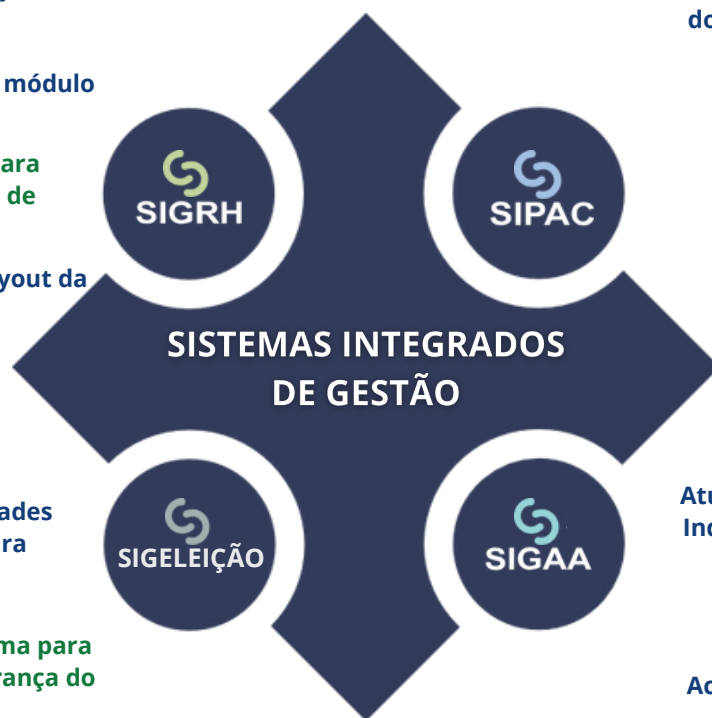 do
módulo
ara
de
SIGRH
SIPAC
yout da
SISTEMAS INTEGRADOS
DE GESTÃO
ades
ra
SIGELEIÇÃO
SIGAA
Atu
Ind
ma para
rança do
Ac